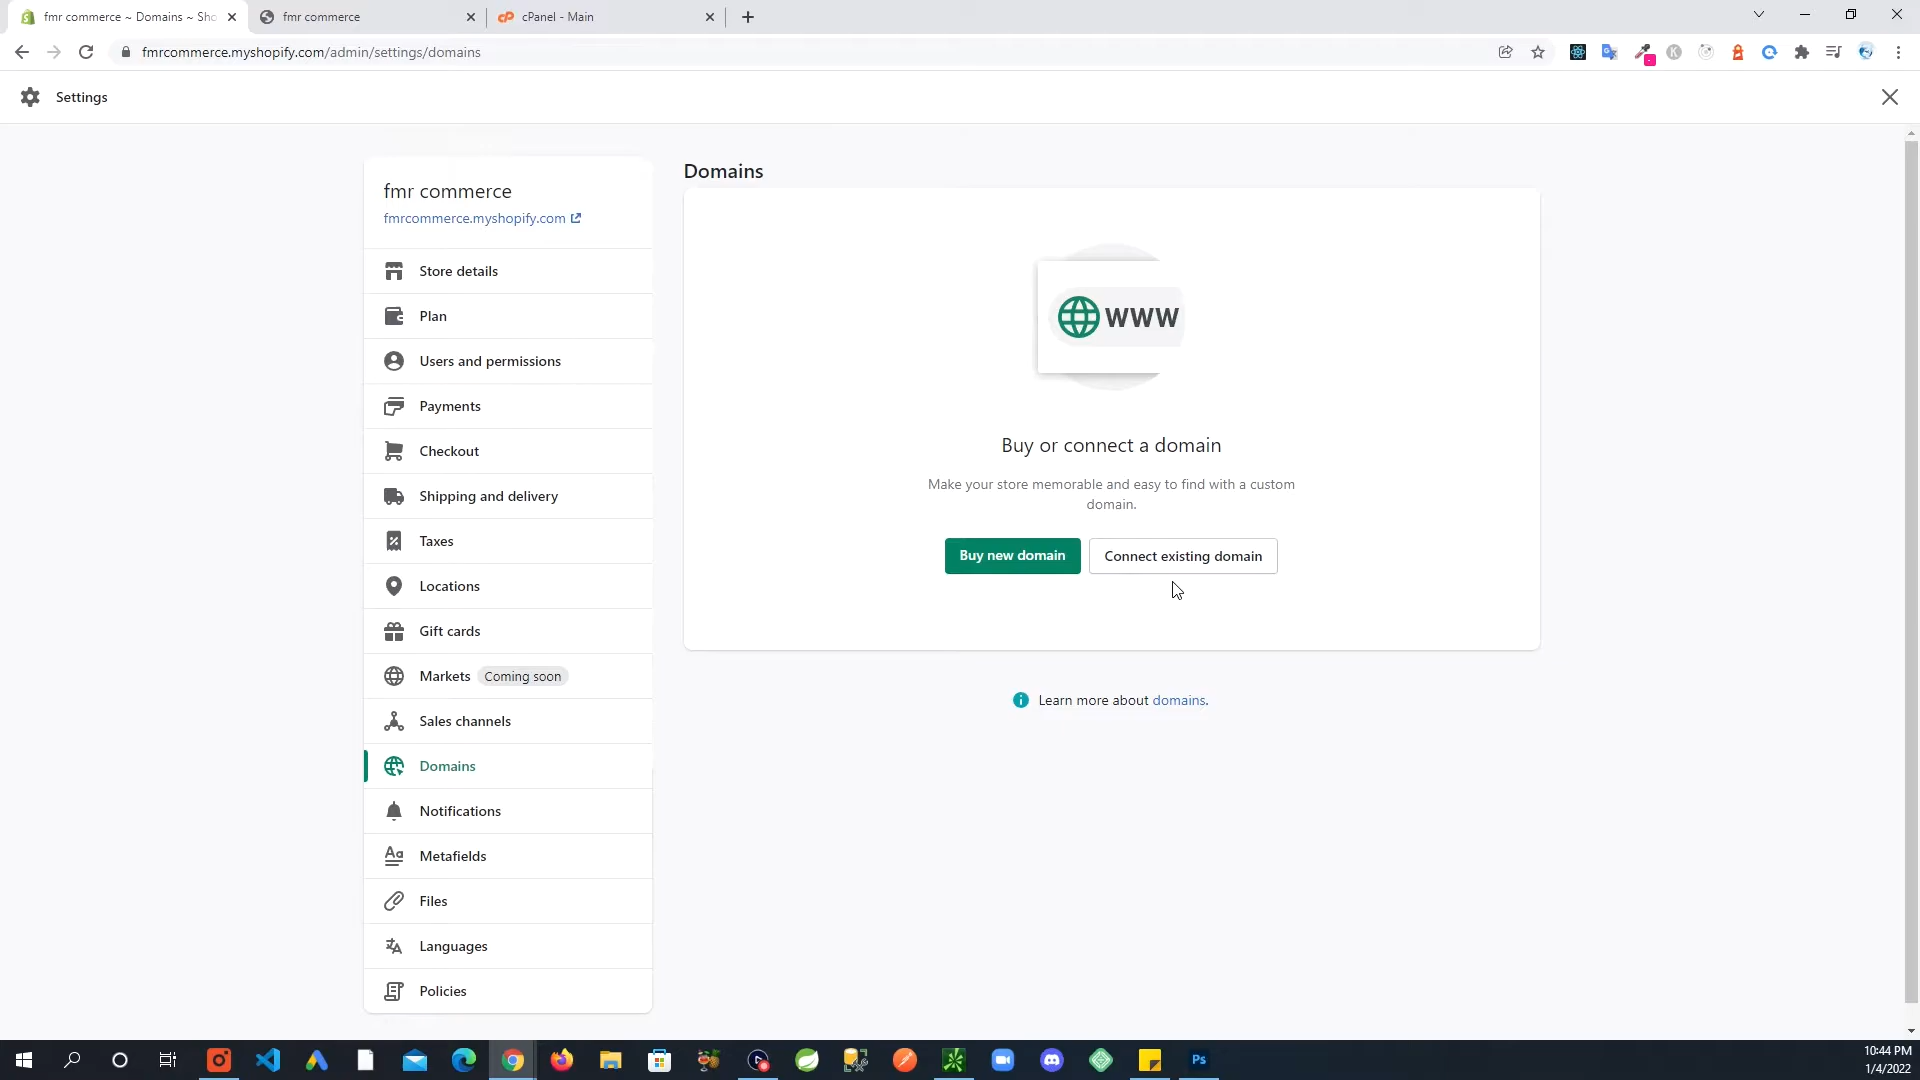 fmr commerce ~ Domains ~ Sho
fmr commerce
cPanel - Main
fmrcommerce.myshopify.com/admin/settings/domains
Settings
fmr commerce
fmrcommerce.myshopify.com
Store details
Plan
Users and permissions
Payments
Checkout
Shipping and delivery
Taxes
Locations
Gift cards
Markets Coming soon
Sales channels
Domains
Notifications
Metafields
Files
Languages
Policies
Domains
WWW
Buy or connect a domain
Make your store memorable and easy to find with a custom
domain.
Buy new domain
Connect existing domain
Learn more about domains.
Ps
10:44 PM
1/4/2022